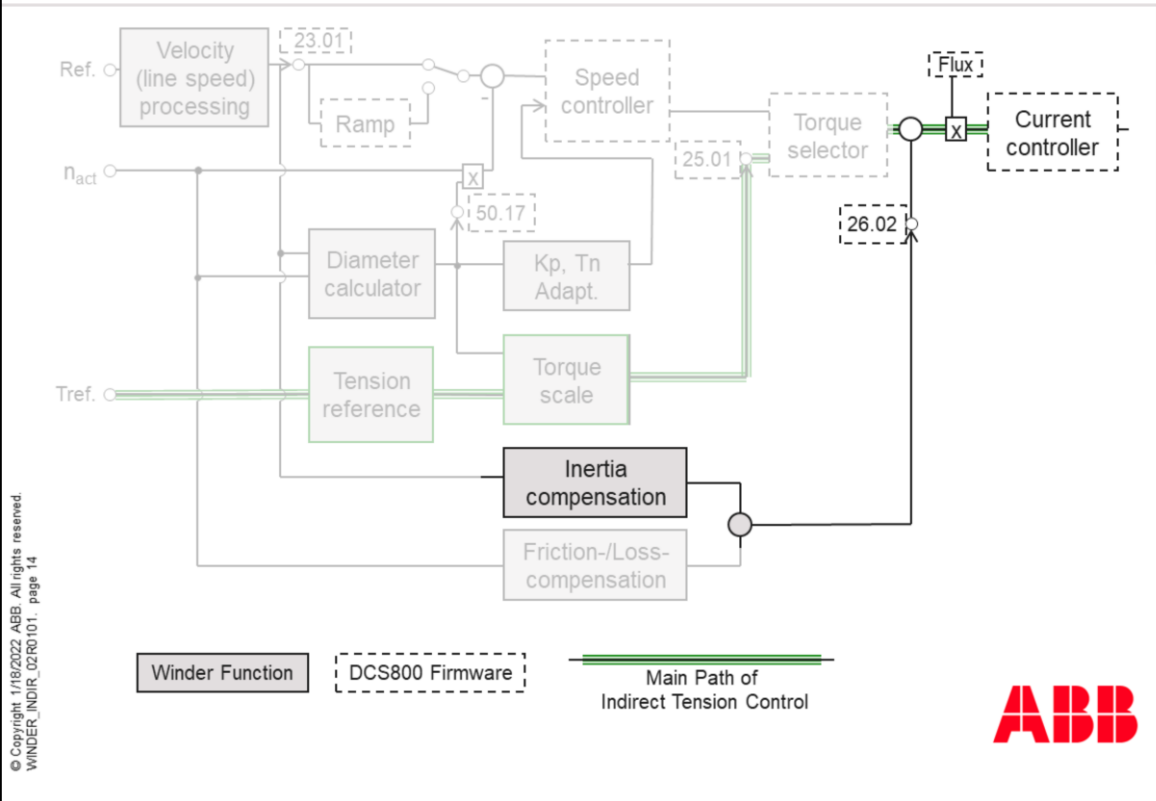 23.01
Velocity
(line speed)
processing
Ref.
Ramp
-
Speed
controller
Flux
Torque
selector
X
Current
controller
25.01
n act
X
50.17
26.02
Diameter
calculator
Kp, Tn
Adapt.
Tref.
Tension
reference
Torque
scale
Inertia
compensation
Friction-/Loss-
compensation
Winder Function
DCS800 Firmware
Main Path of
Indirect Tension Control
ABB
© Copyright 1/18/2022 ABB. All rights reserved.
WINDER_INDIR_02R0101. page 14